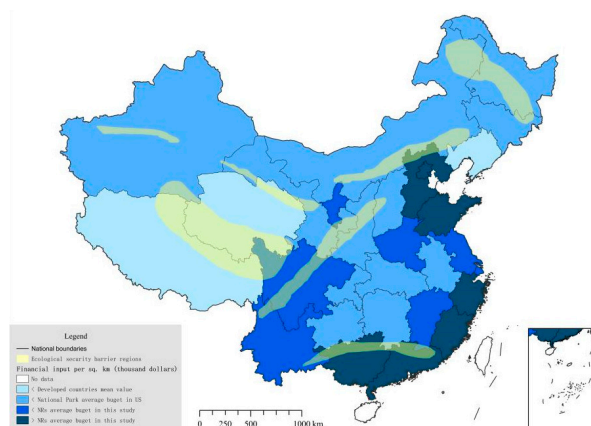 Legend
National boundaries
Ecological security barrier regions
Financial input per sq. km (thousand dollars)
No data
< Developed countries mean value
< National Park average buget in US
< NRs average buget in this study
> NRs average buget in this study
0 250 500 1000 km